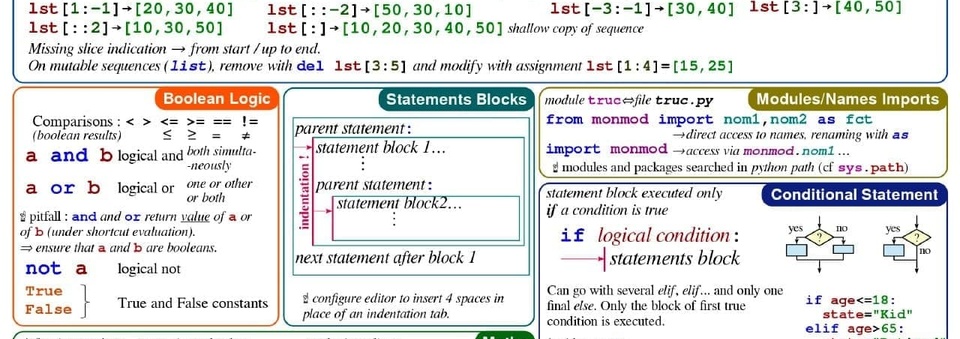 lst[1:-1]→[20,30,40] lst[::-2]→[50,30,10] lst[-3:-1]→[30,40] lst[3:]→[40,50]
lst[::2]→[10,30,50] lst[:]→[10,20,30,40,50] shallow copy of sequence
Missing slice indication → from start / up to end.
On mutable sequences (list), remove with del lst[3:5] and modify with assignment lst[1:4]=[15,25]
Boolean Logic
Comparisons : < > <= >= == !=
(boolean results) ≤ ≥ = ≠
a and b logical and both simulta-
-neously
a or b logical or one or other
or both
☝ pitfall : and and or return value of a or
of b (under shortcut evaluation).
⇒ ensure that a and b are booleans.
not a logical not
True
False
True and False constants
Statements Blocks
parent statement:
statement block 1…
⋮
parent statement:
statement block2…
⋮
indentation !
next statement after block 1
☝ configure editor to insert 4 spaces in
place of an indentation tab.
module truc⇔file truc.py Modules/Names Imports
from monmod import nom1,nom2 as fct
→direct access to names, renaming with as
import monmod →access via monmod.nom1 …
☝ modules and packages searched in python path (cf sys.path)
statement block executed only
if a condition is true
Conditional Statement
if logical condition:
statements block
yes ? no yes ? no
Can go with several elif, elif... and only one
final else. Only the block of first true
condition is executed.
if age<=18:
state="Kid"
elif age>65: